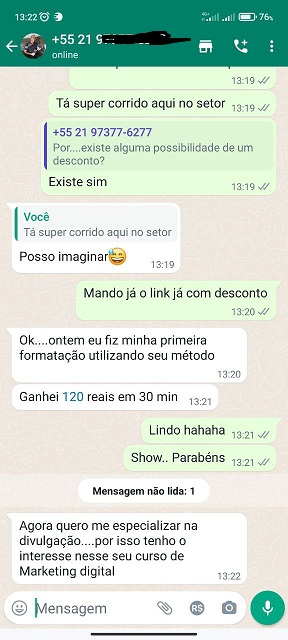 13:22
4G
76%
+55 21 9
online
13:19
Tá super corrido aqui no setor
13:19
+55 21 97377-6277
Por....existe alguma possibilidade de um
desconto?
Existe sim
13:19
Você
Tá super corrido aqui no setor
Posso imaginar😅
13:19
Mando já o link já com desconto
13:20
Ok....ontem eu fiz minha primeira
formatação utilizando seu método
13:20
Ganhei 120 reais em 30 min
13:21
Lindo hahaha
13:21
Show.. Parabéns
13:21
Mensagem não lida: 1
Agora quero me especializar na
divulgação....por isso tenho o
interesse nesse seu curso de
Marketing digital
13:22
Mensagem
R$